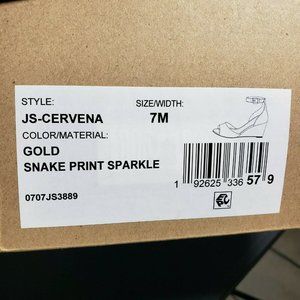 STYLE: SIZE/WIDTH:
JS-CERVENA 7M
COLOR/MATERIAL:
GOLD
SNAKE PRINT SPARKLE
1 92625 336 57 9
0707JS3889